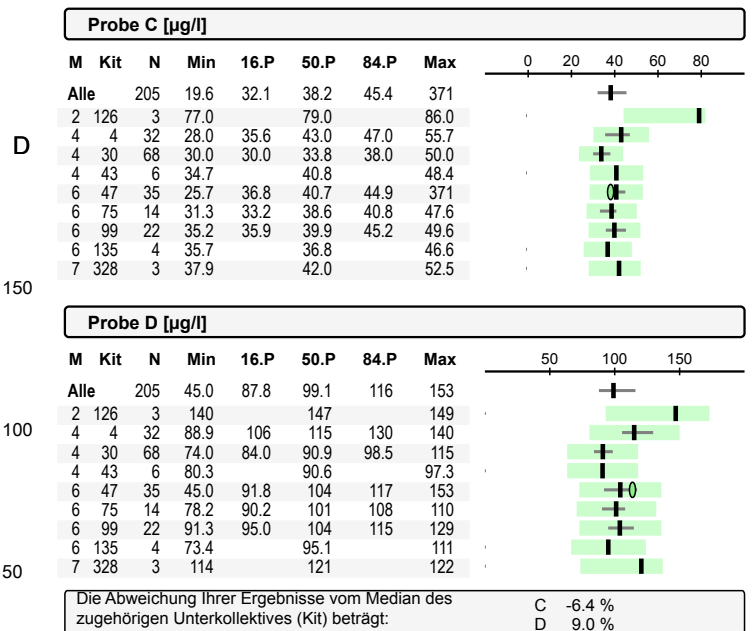 Probe C [µg/l]
M Kit N Min 16.P 50.P 84.P Max 0 20 40 60 80
Alle 205 19.6 32.1 38.2 45.4 371
2 126 3 77.0 79.0 86.0
D
4 4 32 28.0 35.6 43.0 47.0 55.7
4 30 68 30.0 30.0 33.8 38.0 50.0
4 43 6 34.7 40.8 48.4
6 47 35 25.7 36.8 40.7 44.9 371
6 75 14 31.3 33.2 38.6 40.8 47.6
6 99 22 35.2 35.9 39.9 45.2 49.6
6 135 4 35.7 36.8 46.6
7 328 3 37.9 42.0 52.5
150
Probe D [µg/l]
M Kit N Min 16.P 50.P 84.P Max 50 100 150
Alle 205 45.0 87.8 99.1 116 153
2 126 3 140 147 149
100
4 4 32 88.9 106 115 130 140
4 30 68 74.0 84.0 90.9 98.5 115
4 43 6 80.3 90.6 97.3
6 47 35 45.0 91.8 104 117 153
6 75 14 78.2 90.2 101 108 110
6 99 22 91.3 95.0 104 115 129
6 135 4 73.4 95.1 111
7 328 3 114 121 122
50
Die Abweichung Ihrer Ergebnisse vom Median des C -6.4 %
zugehörigen Unterkollektives (Kit) beträgt: D 9.0 %